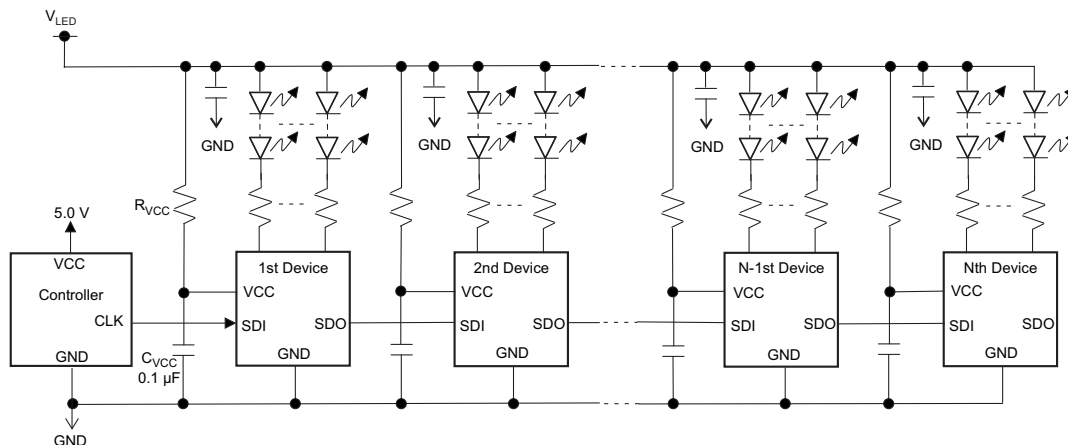 VLED
GND
GND
GND
GND
RVCC
5.0 V
VCC
Controller
CLK
GND
CVCC
0.1 µF
GND
1st Device
VCC
SDI
SDO
GND
2nd Device
VCC
SDI
SDO
GND
N-1st Device
VCC
SDI
SDO
GND
Nth Device
VCC
SDI
SDO
GND